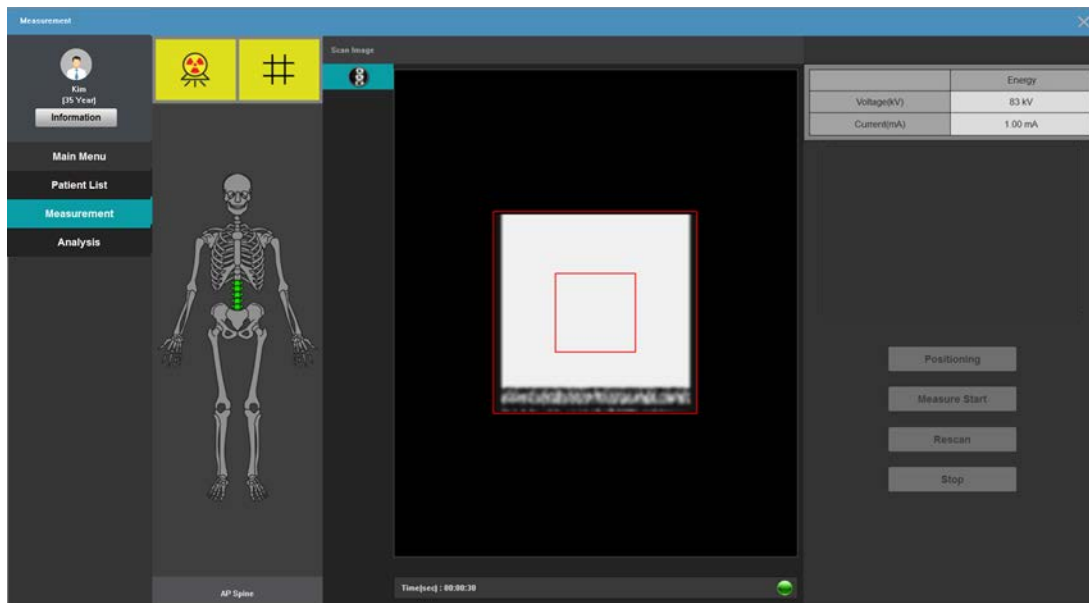 Measurement
Kim
(35 Year)
Information
Main Menu
Patient List
Measurement
Analysis
AP Spine
Scan Image
Time(sec) : 00:00:30
Energy
Voltage(kV) 83 kV
Current(mA) 1.00 mA
Positioning
Measure Start
Rescan
Stop